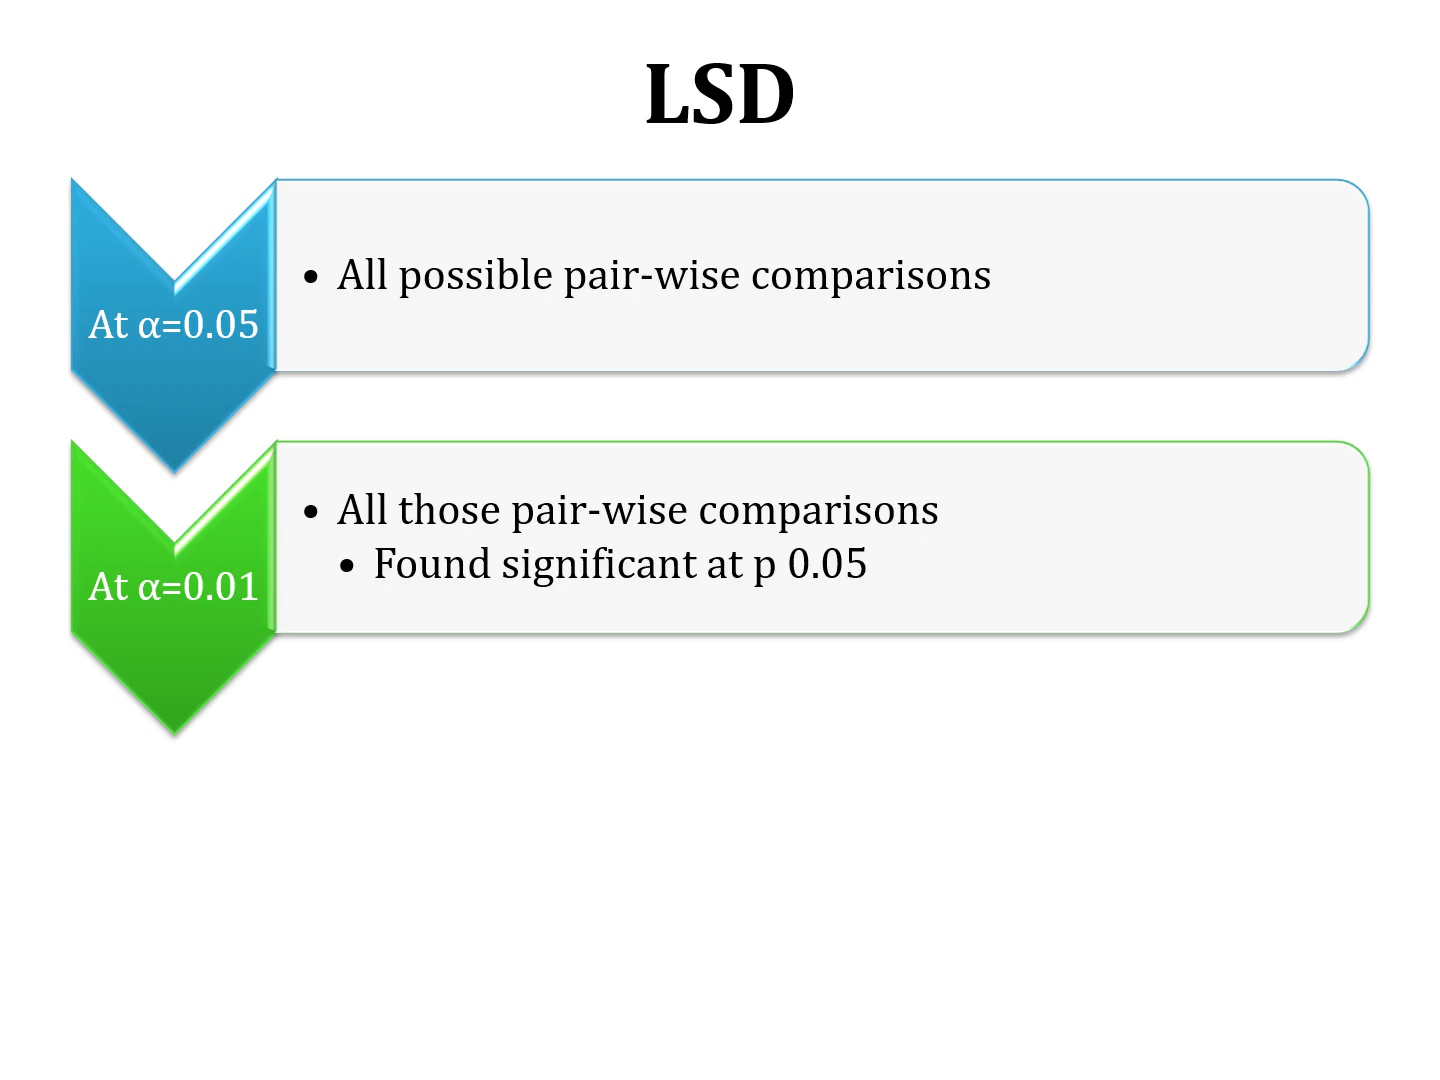 LSD
At α=0.05
• All possible pair-wise comparisons
At α=0.01
• All those pair-wise comparisons
• Found significant at p 0.05